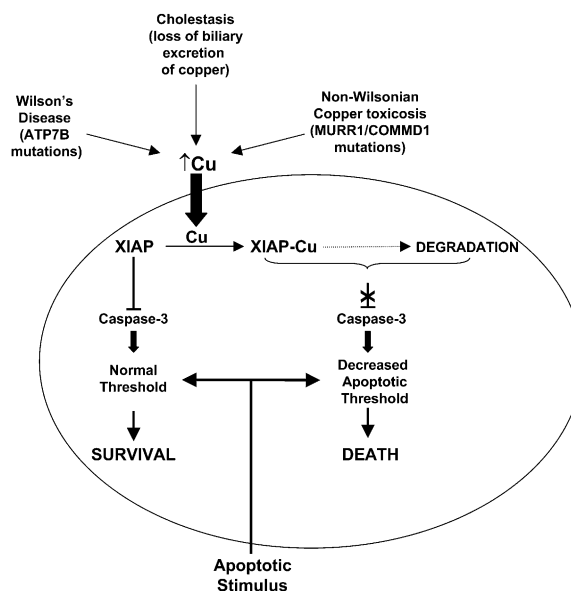 Cholestasis
(loss of biliary
excretion
of copper)
Wilson's
Disease
(ATP7B
mutations)
Non-Wilsonian
Copper toxicosis
(MURR1/COMMD1
mutations)
↑Cu
Cu
XIAP
XIAP-Cu
DEGRADATION
Caspase-3
Caspase-3
Normal
Threshold
Decreased
Apoptotic
Threshold
SURVIVAL
DEATH
Apoptotic
Stimulus